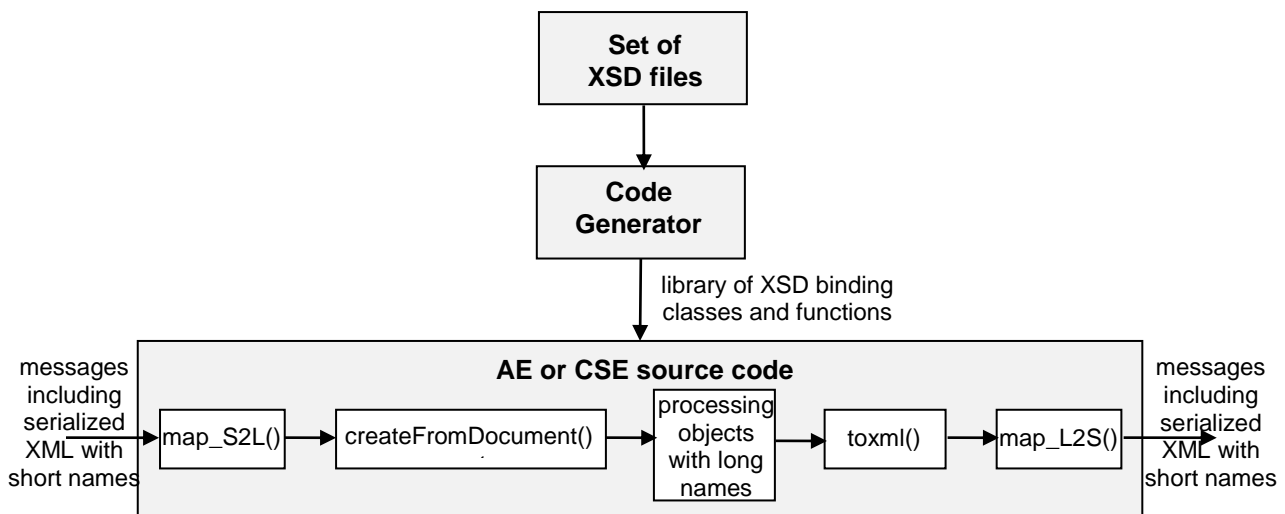 Set of
XSD files
Code
Generator
library of XSD binding
classes and functions
AE or CSE source code
messages
including
serialized
XML with
short names
map_S2L()
createFromDocument()
processing
objects
with long
names
toxml()
map_L2S()
messages
including
serialized
XML with
short names